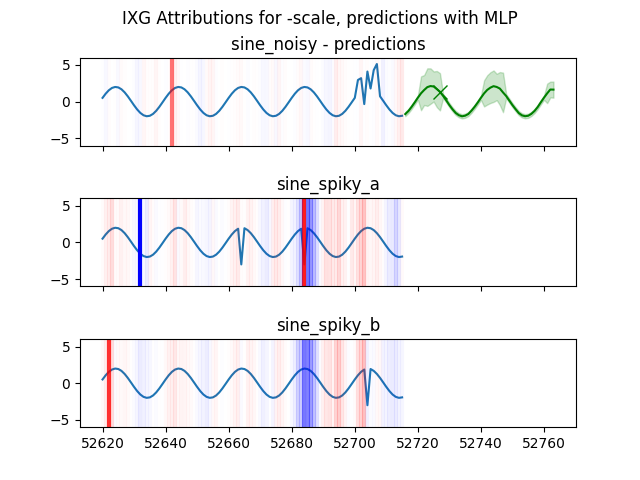 IXG Attributions for -scale, predictions with MLP
sine_noisy - predictions
5
0
−5
sine_spiky_a
5
0
−5
sine_spiky_b
5
0
−5
52620 52640 52660 52680 52700 52720 52740 52760